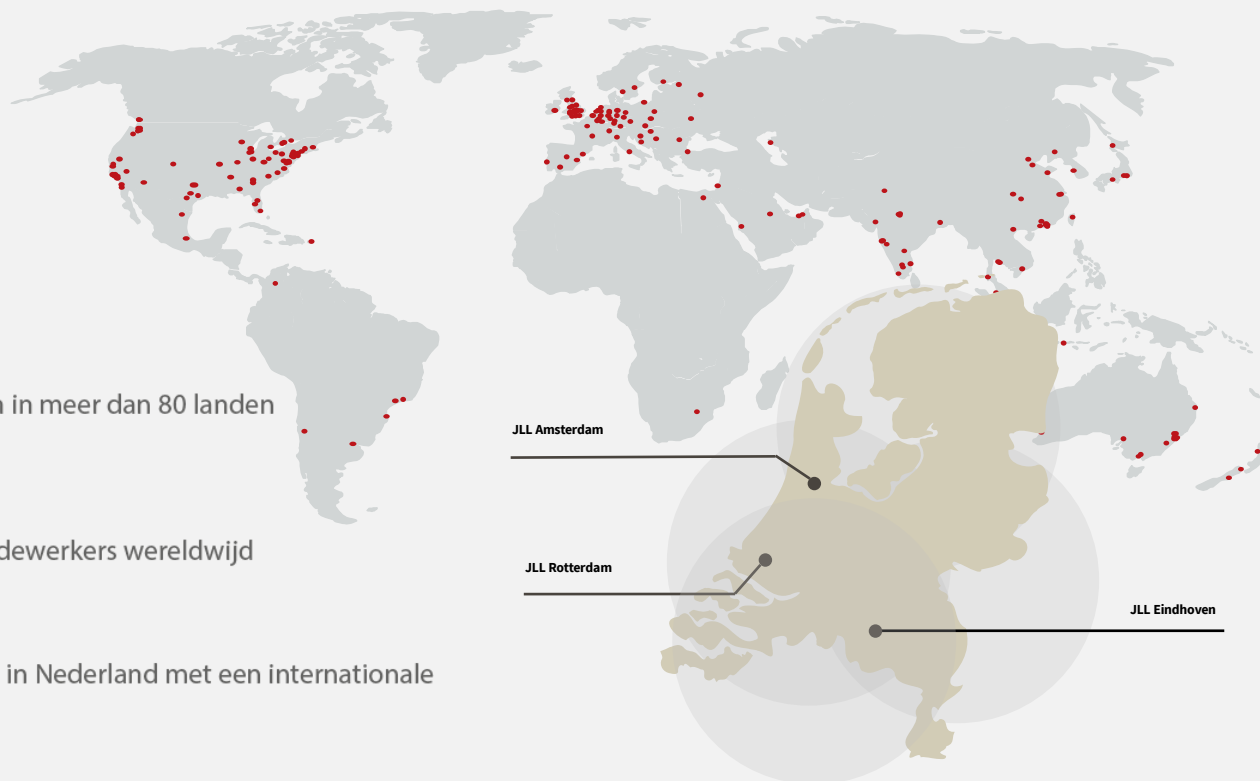 n in meer dan 80 landen
JLL Amsterdam
dewerkers wereldwijd
JLL Rotterdam
JLL Eindhoven
in Nederland met een internationale